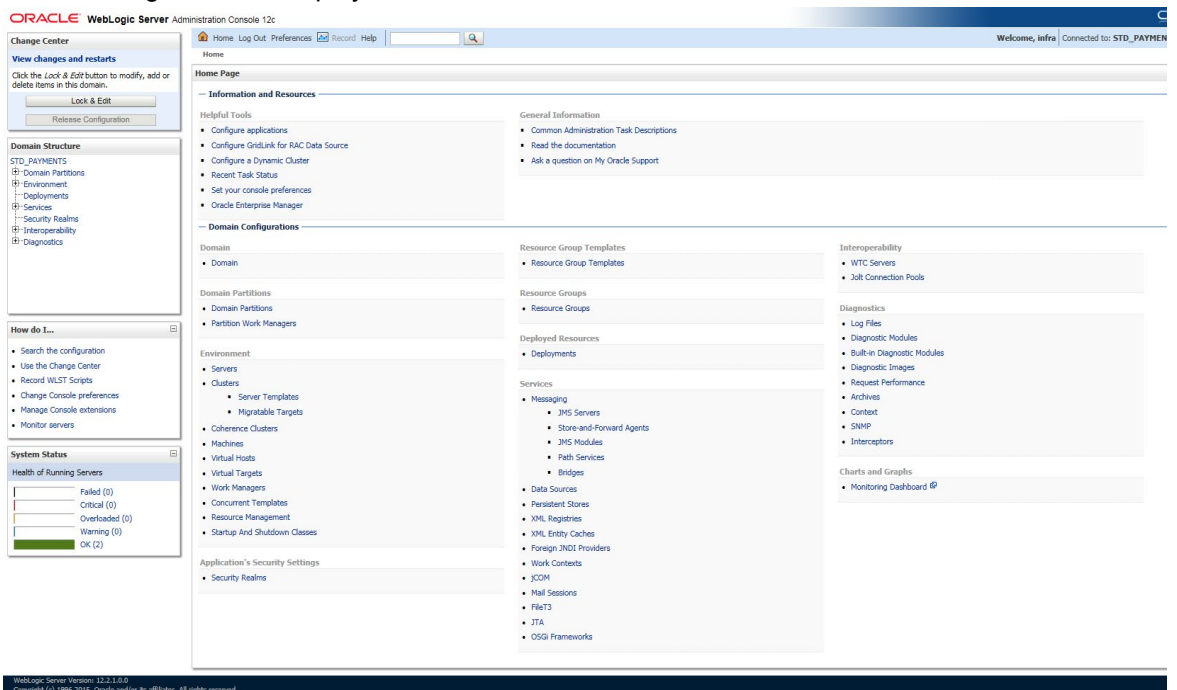 ORACLE WebLogic Server Administration Console 12c
Change Center
View changes and restarts
Click the Lock & Edit button to modify, add or
delete items in this domain.
Lock & Edit
Release Configuration
Domain Structure
STD_PAYMENTS
Domain Partitions
Environment
Deployments
Services
Security Realms
Interoperability
Diagnostics
How do I...
Search the configuration
Use the Change Center
Record WLST Scripts
Change Console preferences
Manage Console extensions
Monitor servers
System Status
Health of Running Servers
Failed (0)
Critical (0)
Overloaded (0)
Warning (0)
OK (2)
Home Log Out Preferences Record Help
Welcome, infra Connected to: STD_PAYMEN
Home
Home Page
Information and Resources
Helpful Tools
Configure applications
Configure GridLink for RAC Data Source
Configure a Dynamic Cluster
Recent Task Status
Set your console preferences
Oracle Enterprise Manager
General Information
Common Administration Task Descriptions
Read the documentation
Ask a question on My Oracle Support
Domain Configurations
Domain
Domain
Domain Partitions
Domain Partitions
Partition Work Managers
Environment
Servers
Clusters
Server Templates
Migratable Targets
Coherence Clusters
Machines
Virtual Hosts
Virtual Targets
Work Managers
Concurrent Templates
Resource Management
Startup And Shutdown Classes
Application's Security Settings
Security Realms
Resource Group Templates
Resource Group Templates
Resource Groups
Resource Groups
Deployed Resources
Deployments
Services
Messaging
JMS Servers
Store-and-Forward Agents
JMS Modules
Path Services
Bridges
Data Sources
Persistent Stores
XML Registries
XML Entity Caches
Foreign JNDI Providers
Work Contexts
jCOM
Mail Sessions
FileT3
JTA
OSGi Frameworks
Interoperability
WTC Servers
Jolt Connection Pools
Diagnostics
Log Files
Diagnostic Modules
Built-in Diagnostic Modules
Diagnostic Images
Request Performance
Archives
Context
SNMP
Interceptors
Charts and Graphs
Monitoring Dashboard
WebLogic Server Version: 12.2.1.0.0
Copyright (c) 1996,2015, Oracle and/or its affiliates. All rights reserved.